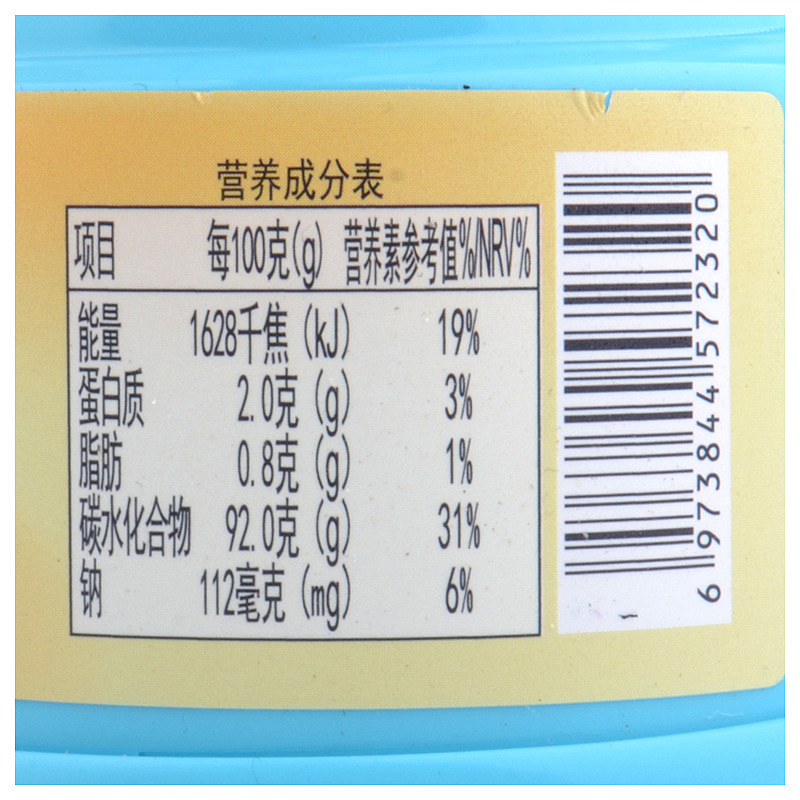 营养成分表
项目 每100克(g) 营养素参考值%/NRV%
能量 1628千焦 (kJ) 19%
蛋白质 2.0克 (g) 3%
脂肪 0.8克 (g) 1%
碳水化合物 92.0克 (g) 31%
钠 112毫克 (mg) 6%
6973844572320